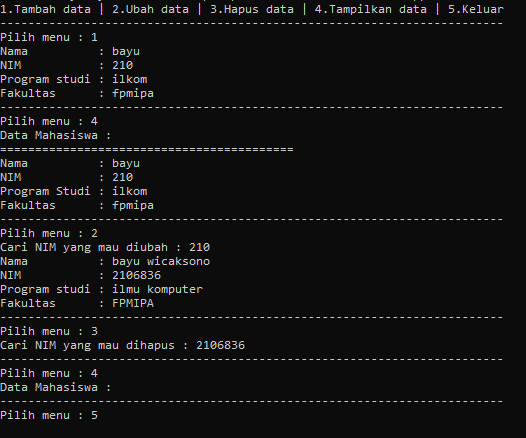 1.Tambah data | 2.Ubah data | 3.Hapus data | 4.Tampilkan data | 5.Keluar
------------------------------------------------------------------------
Pilih menu : 1
Nama          : bayu
NIM           : 210
Program studi : ilkom
Fakultas      : fpmipa
------------------------------------------------------------------------
Pilih menu : 4
Data Mahasiswa :
==========================================
Nama          : bayu
NIM           : 210
Program Studi : ilkom
Fakultas      : fpmipa
------------------------------------------------------------------------
Pilih menu : 2
Cari NIM yang mau diubah : 210
Nama          : bayu wicaksono
NIM           : 2106836
Program studi : ilmu komputer
Fakultas      : FPMIPA
------------------------------------------------------------------------
Pilih menu : 3
Cari NIM yang mau dihapus : 2106836
------------------------------------------------------------------------
Pilih menu : 4
Data Mahasiswa :
------------------------------------------------------------------------
Pilih menu : 5